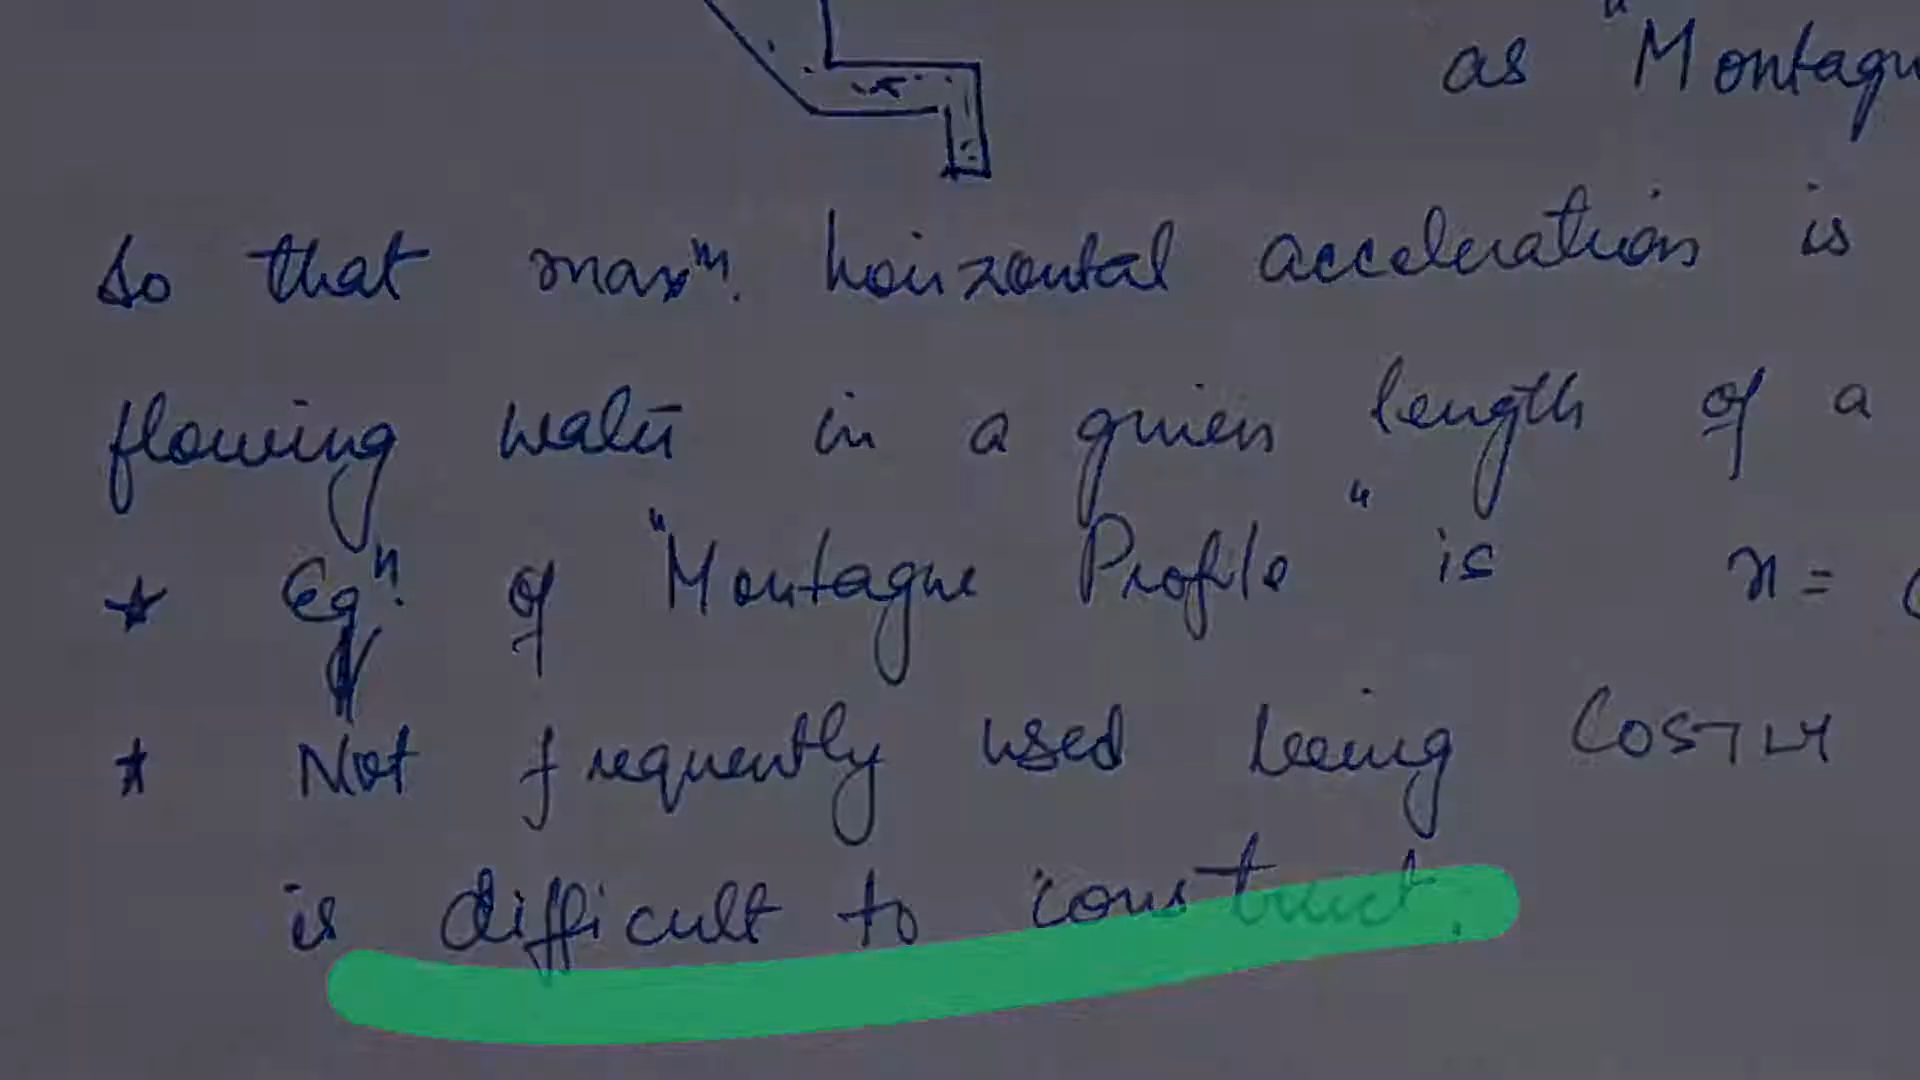 as "Montagu
so that maxᵐ. horizontal acceleration is
flowing water in a given length of a
★ Eqⁿ. of "Montague Profile" is x =
★ Not frequently used being COSTLY
is difficult to construct.